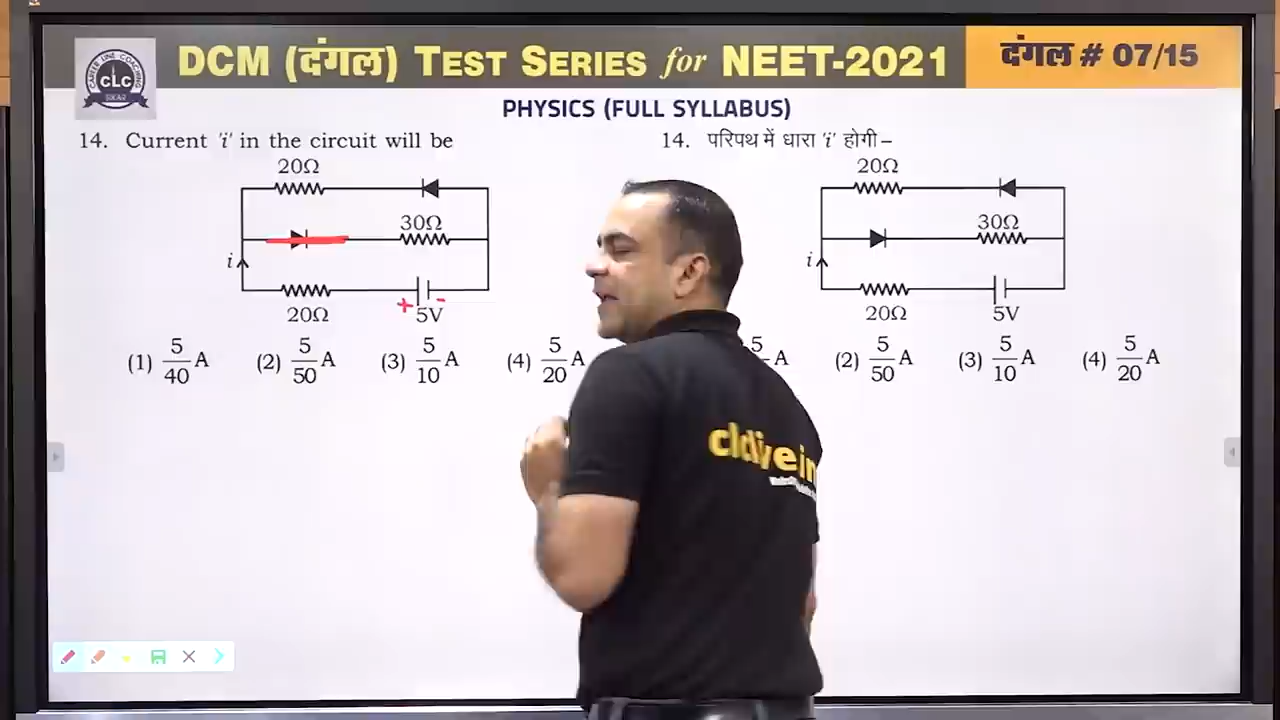 CAREER LINE COACHING
CLC
SIKAR
DCM (दंगल) TEST SERIES for NEET-2021
दंगल # 07/15
PHYSICS (FULL SYLLABUS)
14. Current 'i' in the circuit will be
20Ω
30Ω
i
+ -
20Ω
5V
(1) 5/40 A (2) 5/50 A (3) 5/10 A (4) 5/20 A
14. परिपथ में धारा 'i' होगी –
20Ω
30Ω
i
20Ω
5V
5 A (2) 5/50 A (3) 5/10 A (4) 5/20 A